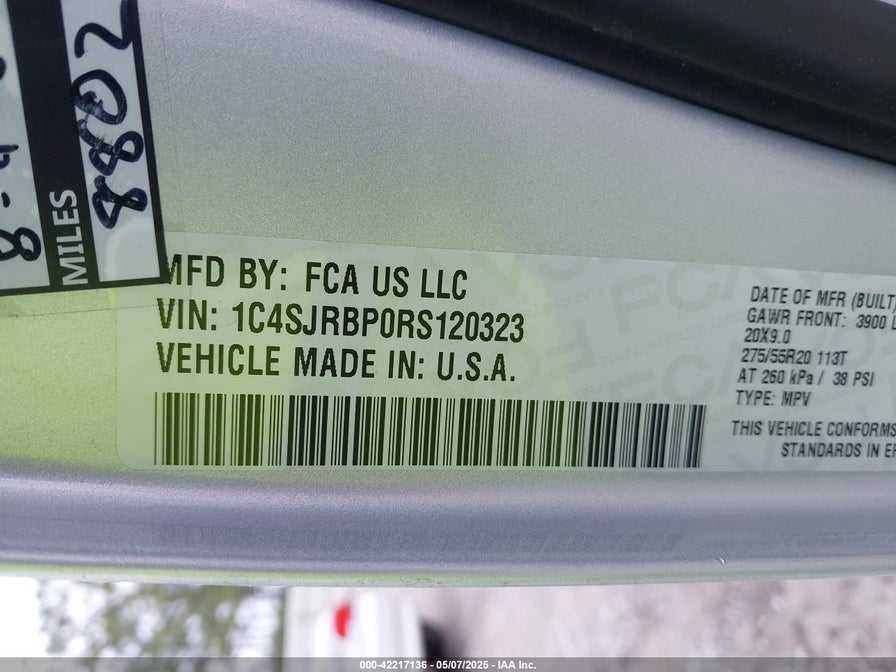 8802
MILES
MFD BY: FCA US LLC
VIN: 1C4SJRBP0RS120323
VEHICLE MADE IN: U.S.A.
DATE OF MFR (BUILT)
GAWR FRONT: 3900 L
20X9.0
275/55R20 113T
AT 260 kPa / 38 PSI
TYPE: MPV
THIS VEHICLE CONFORMS
STANDARDS IN EF
000-42217136 - 05/07/2025 - IAA Inc.